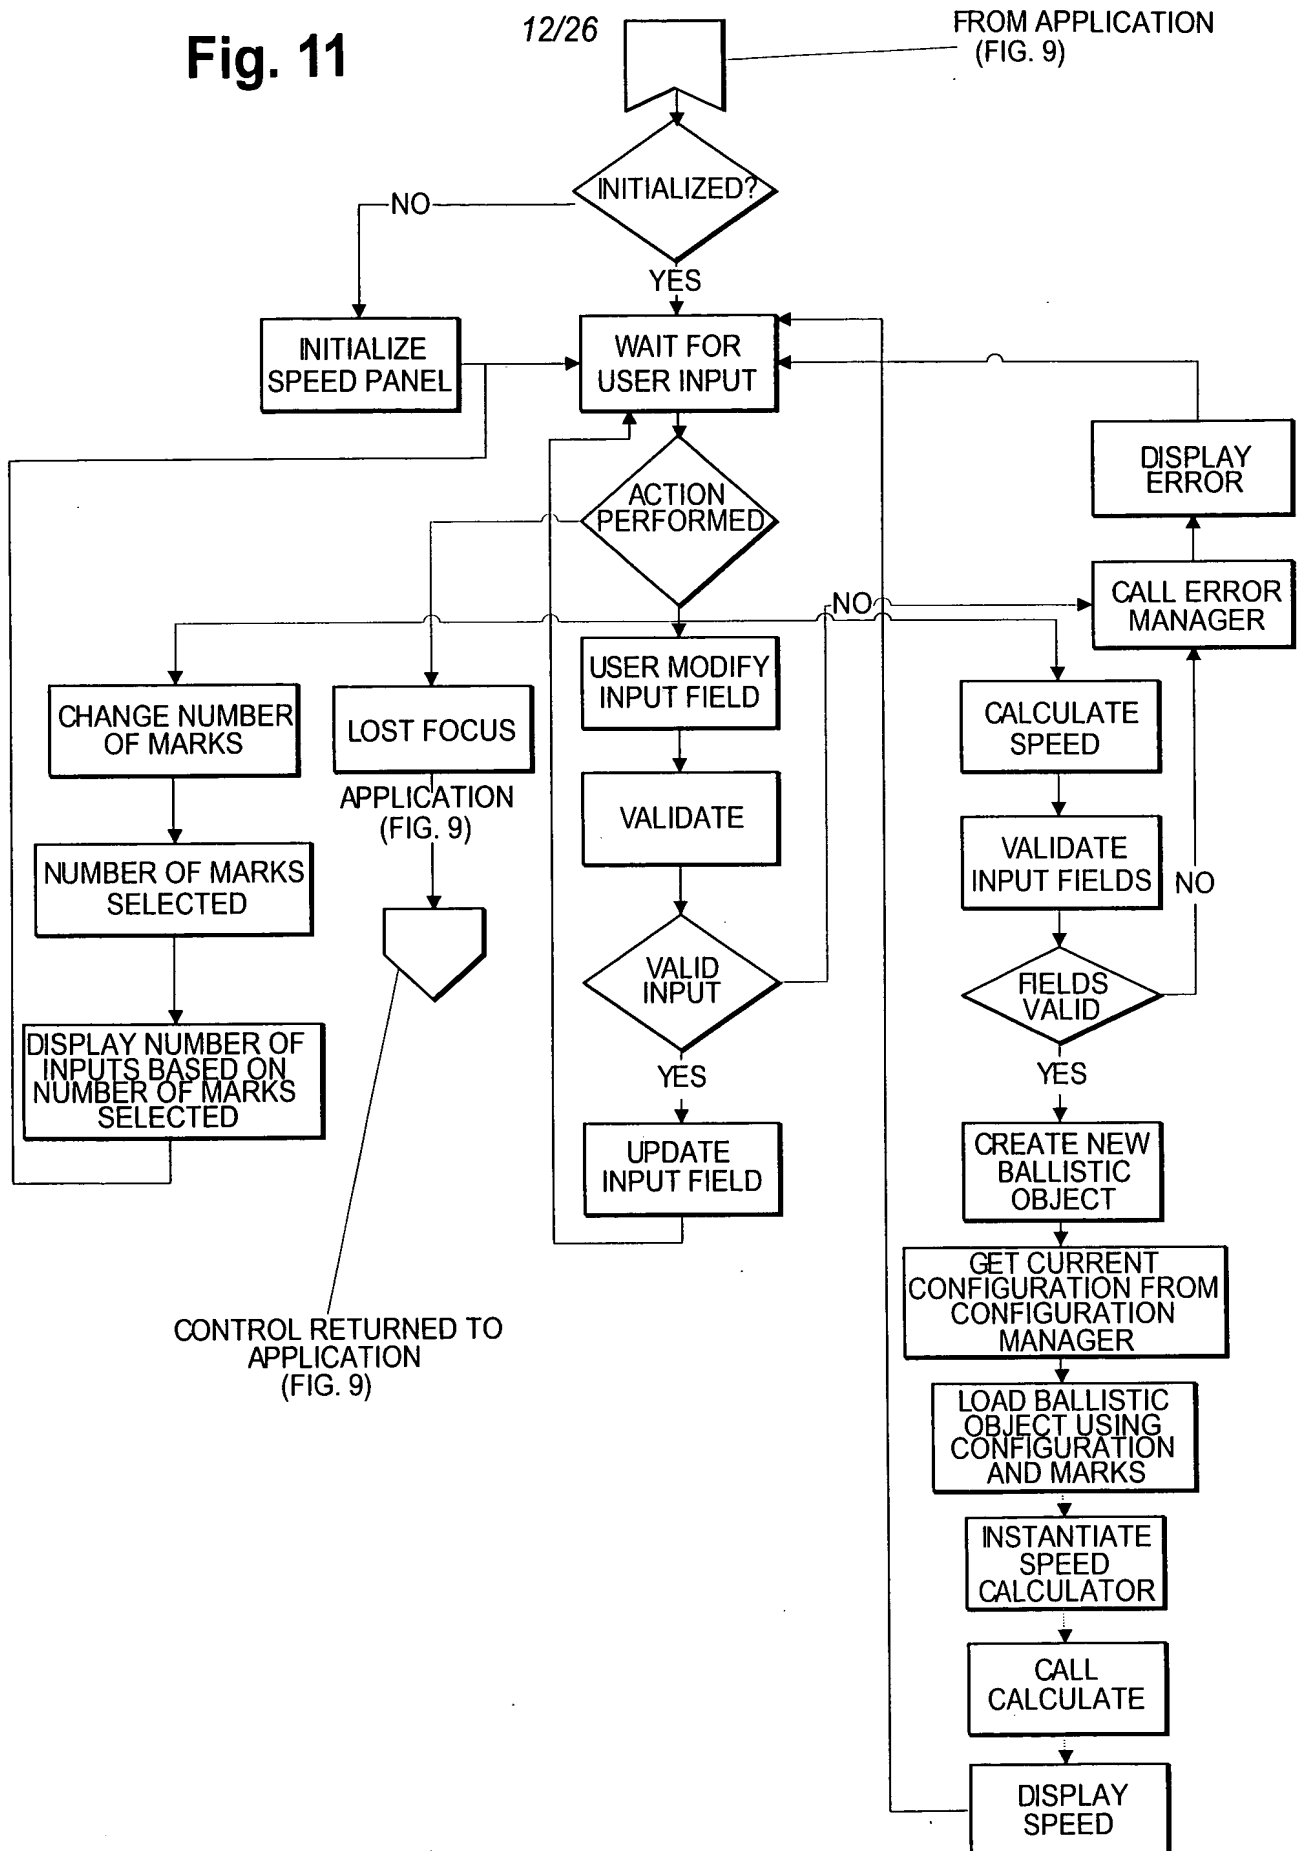 Fig. 11
12/26
FROM APPLICATION
(FIG. 9)
INITIALIZED?
NO
YES
INITIALIZE
SPEED PANEL
WAIT FOR
USER INPUT
ACTION
PERFORMED
DISPLAY
ERROR
CALL ERROR
MANAGER
NO
CHANGE NUMBER
OF MARKS
NUMBER OF MARKS
SELECTED
DISPLAY NUMBER OF
INPUTS BASED ON
NUMBER OF MARKS
SELECTED
LOST FOCUS
APPLICATION
(FIG. 9)
CONTROL RETURNED TO
APPLICATION
(FIG. 9)
USER MODIFY
INPUT FIELD
VALIDATE
VALID
INPUT
YES
UPDATE
INPUT FIELD
CALCULATE
SPEED
VALIDATE
INPUT FIELDS
NO
FIELDS
VALID
YES
CREATE NEW
BALLISTIC
OBJECT
GET CURRENT
CONFIGURATION FROM
CONFIGURATION
MANAGER
LOAD BALLISTIC
OBJECT USING
CONFIGURATION
AND MARKS
INSTANTIATE
SPEED
CALCULATOR
CALL
CALCULATE
DISPLAY
SPEED